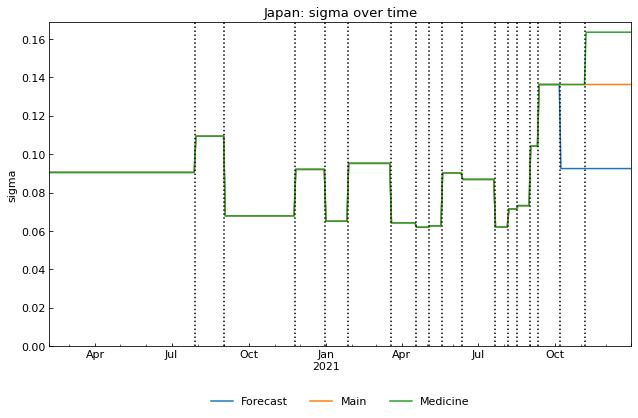 Japan: sigma over time
sigma
0.16
0.14
0.12
0.10
0.08
0.06
0.04
0.02
0.00
Apr Jul Oct Jan Apr Jul Oct
2021
Forecast Main Medicine